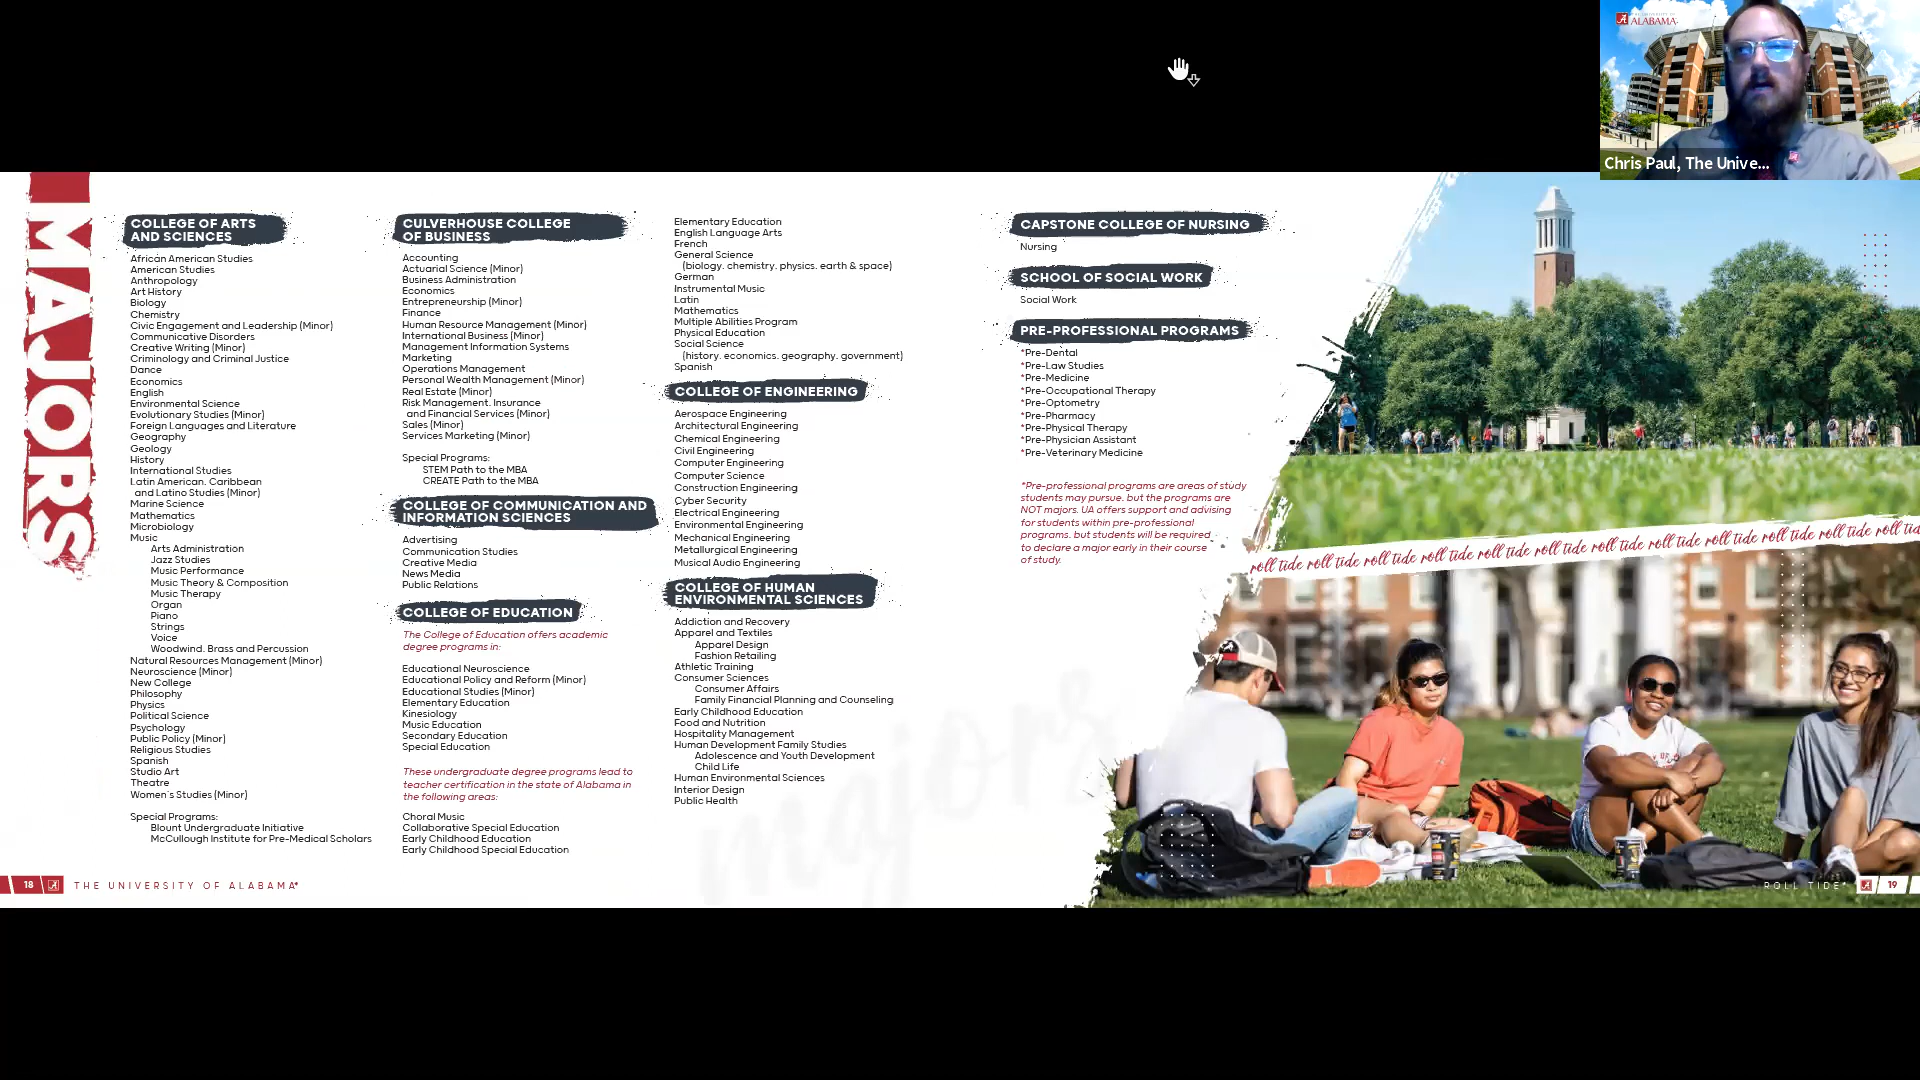 ALABAMA
Chris Paul, The Unive...
MAJORS
COLLEGE OF ARTS
AND SCIENCES
African American Studies
American Studies
Anthropology
Art History
Biology
Chemistry
Civic Engagement and Leadership (Minor)
Communicative Disorders
Creative Writing (Minor)
Criminology and Criminal Justice
Dance
Economics
English
Environmental Science
Evolutionary Studies (Minor)
Foreign Languages and Literature
Geography
Geology
History
International Studies
Latin American, Caribbean
and Latino Studies (Minor)
Marine Science
Mathematics
Microbiology
Music
Arts Administration
Jazz Studies
Music Performance
Music Theory & Composition
Music Therapy
Organ
Piano
Strings
Voice
Woodwind, Brass and Percussion
Natural Resources Management (Minor)
Neuroscience (Minor)
New College
Philosophy
Physics
Political Science
Psychology
Public Policy (Minor)
Religious Studies
Spanish
Studio Art
Theatre
Women's Studies (Minor)
Special Programs:
Blount Undergraduate Initiative
McCullough Institute for Pre-Medical Scholars
CULVERHOUSE COLLEGE
OF BUSINESS
Accounting
Actuarial Science (Minor)
Business Administration
Economics
Entrepreneurship (Minor)
Finance
Human Resource Management (Minor)
International Business (Minor)
Management Information Systems
Marketing
Operations Management
Personal Wealth Management (Minor)
Real Estate (Minor)
Risk Management, Insurance
and Financial Services (Minor)
Sales (Minor)
Services Marketing (Minor)
Special Programs:
STEM Path to the MBA
CREATE Path to the MBA
COLLEGE OF COMMUNICATION AND
INFORMATION SCIENCES
Advertising
Communication Studies
Creative Media
News Media
Public Relations
COLLEGE OF EDUCATION
The College of Education offers academic
degree programs in:
Educational Neuroscience
Educational Policy and Reform (Minor)
Educational Studies (Minor)
Elementary Education
Kinesiology
Music Education
Secondary Education
Special Education
These undergraduate degree programs lead to
teacher certification in the state of Alabama in
the following areas:
Choral Music
Collaborative Special Education
Early Childhood Education
Early Childhood Special Education
Elementary Education
English Language Arts
French
General Science
(biology, chemistry, physics, earth & space)
German
Instrumental Music
Latin
Mathematics
Multiple Abilities Program
Physical Education
Social Science
(history, economics, geography, government)
Spanish
COLLEGE OF ENGINEERING
Aerospace Engineering
Architectural Engineering
Chemical Engineering
Civil Engineering
Computer Engineering
Computer Science
Construction Engineering
Cyber Security
Electrical Engineering
Environmental Engineering
Mechanical Engineering
Metallurgical Engineering
Musical Audio Engineering
COLLEGE OF HUMAN
ENVIRONMENTAL SCIENCES
Addiction and Recovery
Apparel and Textiles
Apparel Design
Fashion Retailing
Athletic Training
Consumer Sciences
Consumer Affairs
Family Financial Planning and Counseling
Early Childhood Education
Food and Nutrition
Hospitality Management
Human Development Family Studies
Adolescence and Youth Development
Child Life
Human Environmental Sciences
Interior Design
Public Health
CAPSTONE COLLEGE OF NURSING
Nursing
SCHOOL OF SOCIAL WORK
Social Work
PRE-PROFESSIONAL PROGRAMS
*Pre-Dental
*Pre-Law Studies
*Pre-Medicine
*Pre-Occupational Therapy
*Pre-Optometry
*Pre-Pharmacy
*Pre-Physical Therapy
*Pre-Physician Assistant
*Pre-Veterinary Medicine
*Pre-professional programs are areas of study
students may pursue, but the programs are
NOT majors. UA offers support and advising
for students within pre-professional
programs, but students will be required
to declare a major early in their course
of study.
roll tide roll tide roll tide roll tide roll tide roll tide roll tide roll tide roll tide roll tide roll tide roll tid
majors
18 A THE UNIVERSITY OF ALABAMA®
ROLL TIDE® A 19